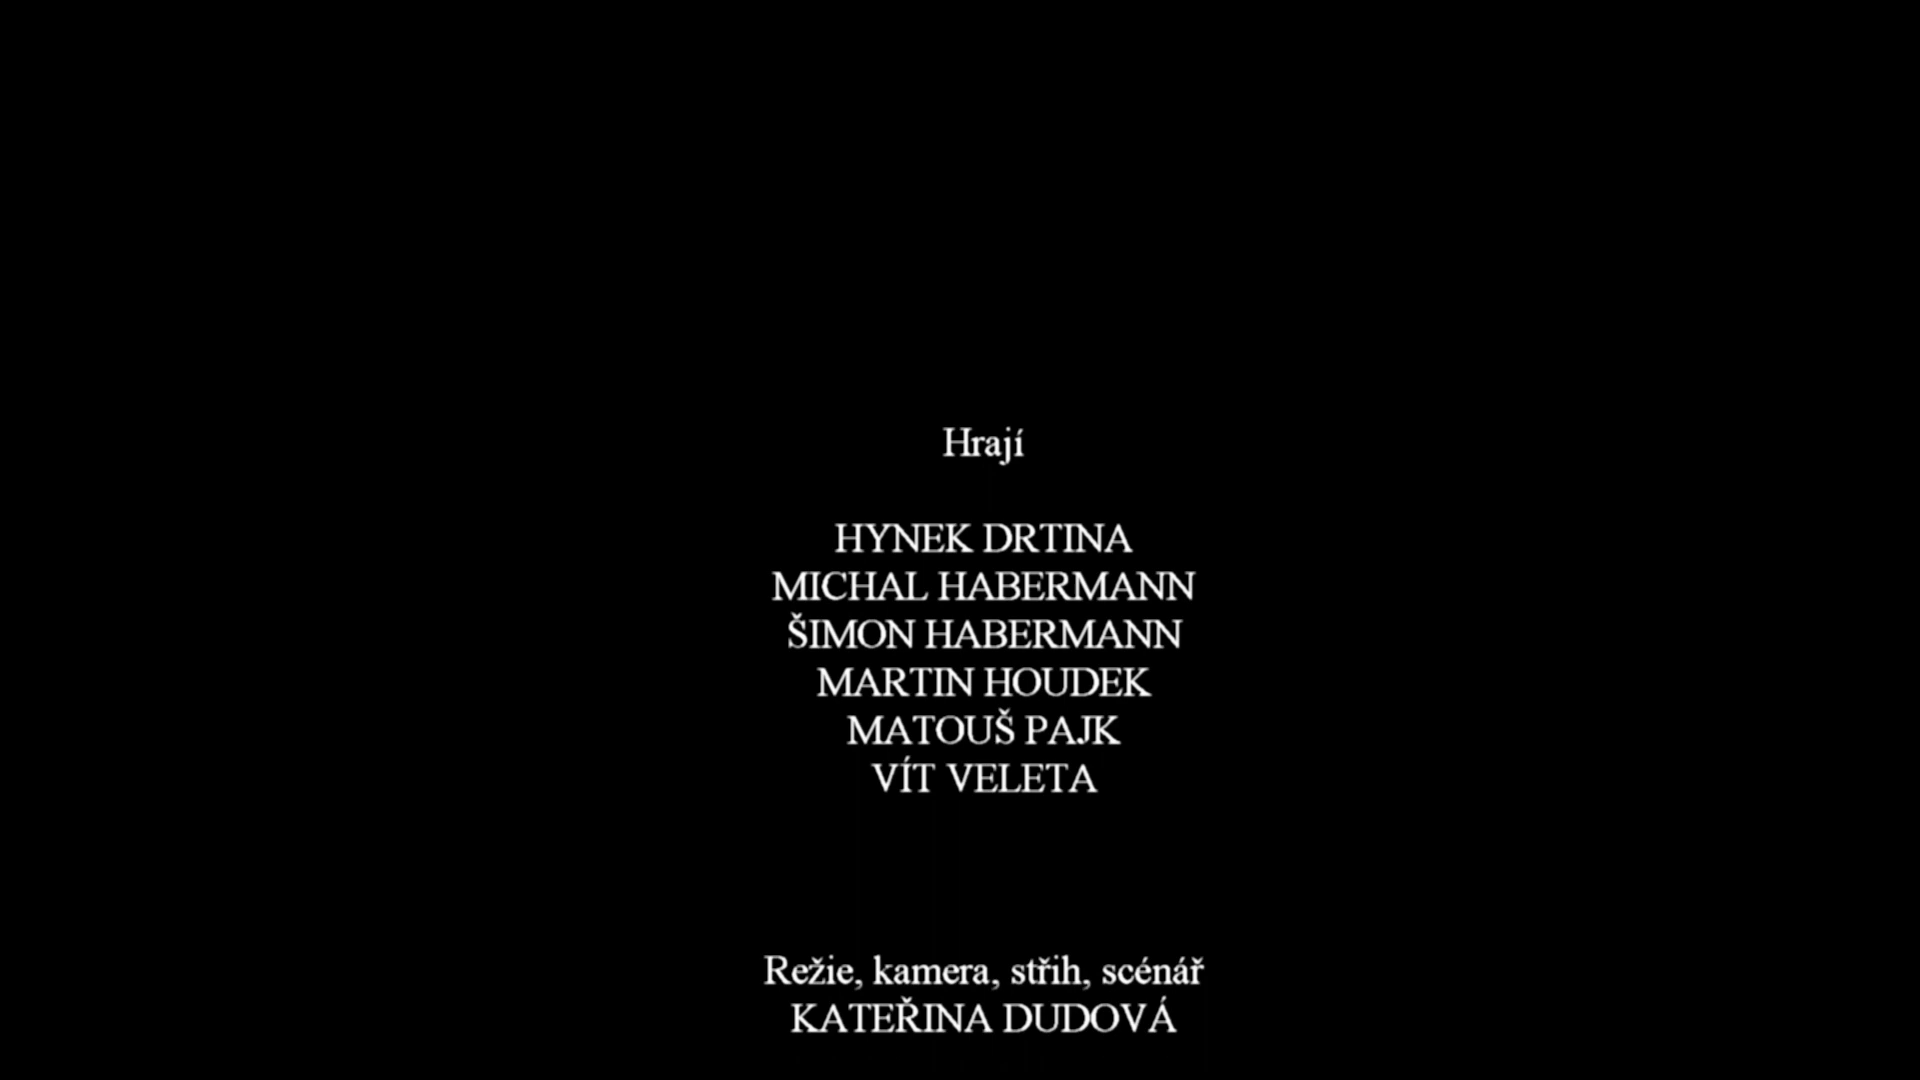 Hrají
HYNEK DRTINA
MICHAL HABERMANN
ŠIMON HABERMANN
MARTIN HOUDEK
MATOUŠ PAJK
VÍT VELETA
Režie, kamera, střih, scénář
KATEŘINA DUDOVÁ